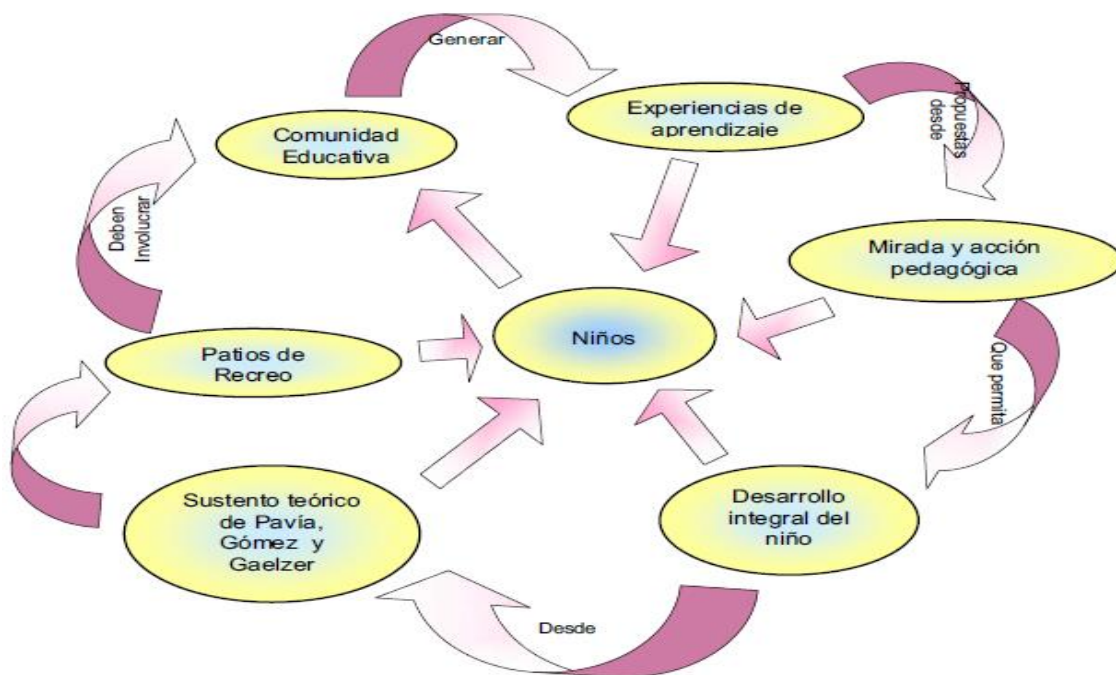 Generar
Experiencias de
aprendizaje
Propuestas
desde
Comunidad
Educativa
Deben
Involucrar
Mirada y acción
pedagógica
Niños
Patios de
Recreo
Que permita
Sustento teórico
de Pavía,
Gómez y
Gaelzer
Desarrollo
integral del
niño
Desde